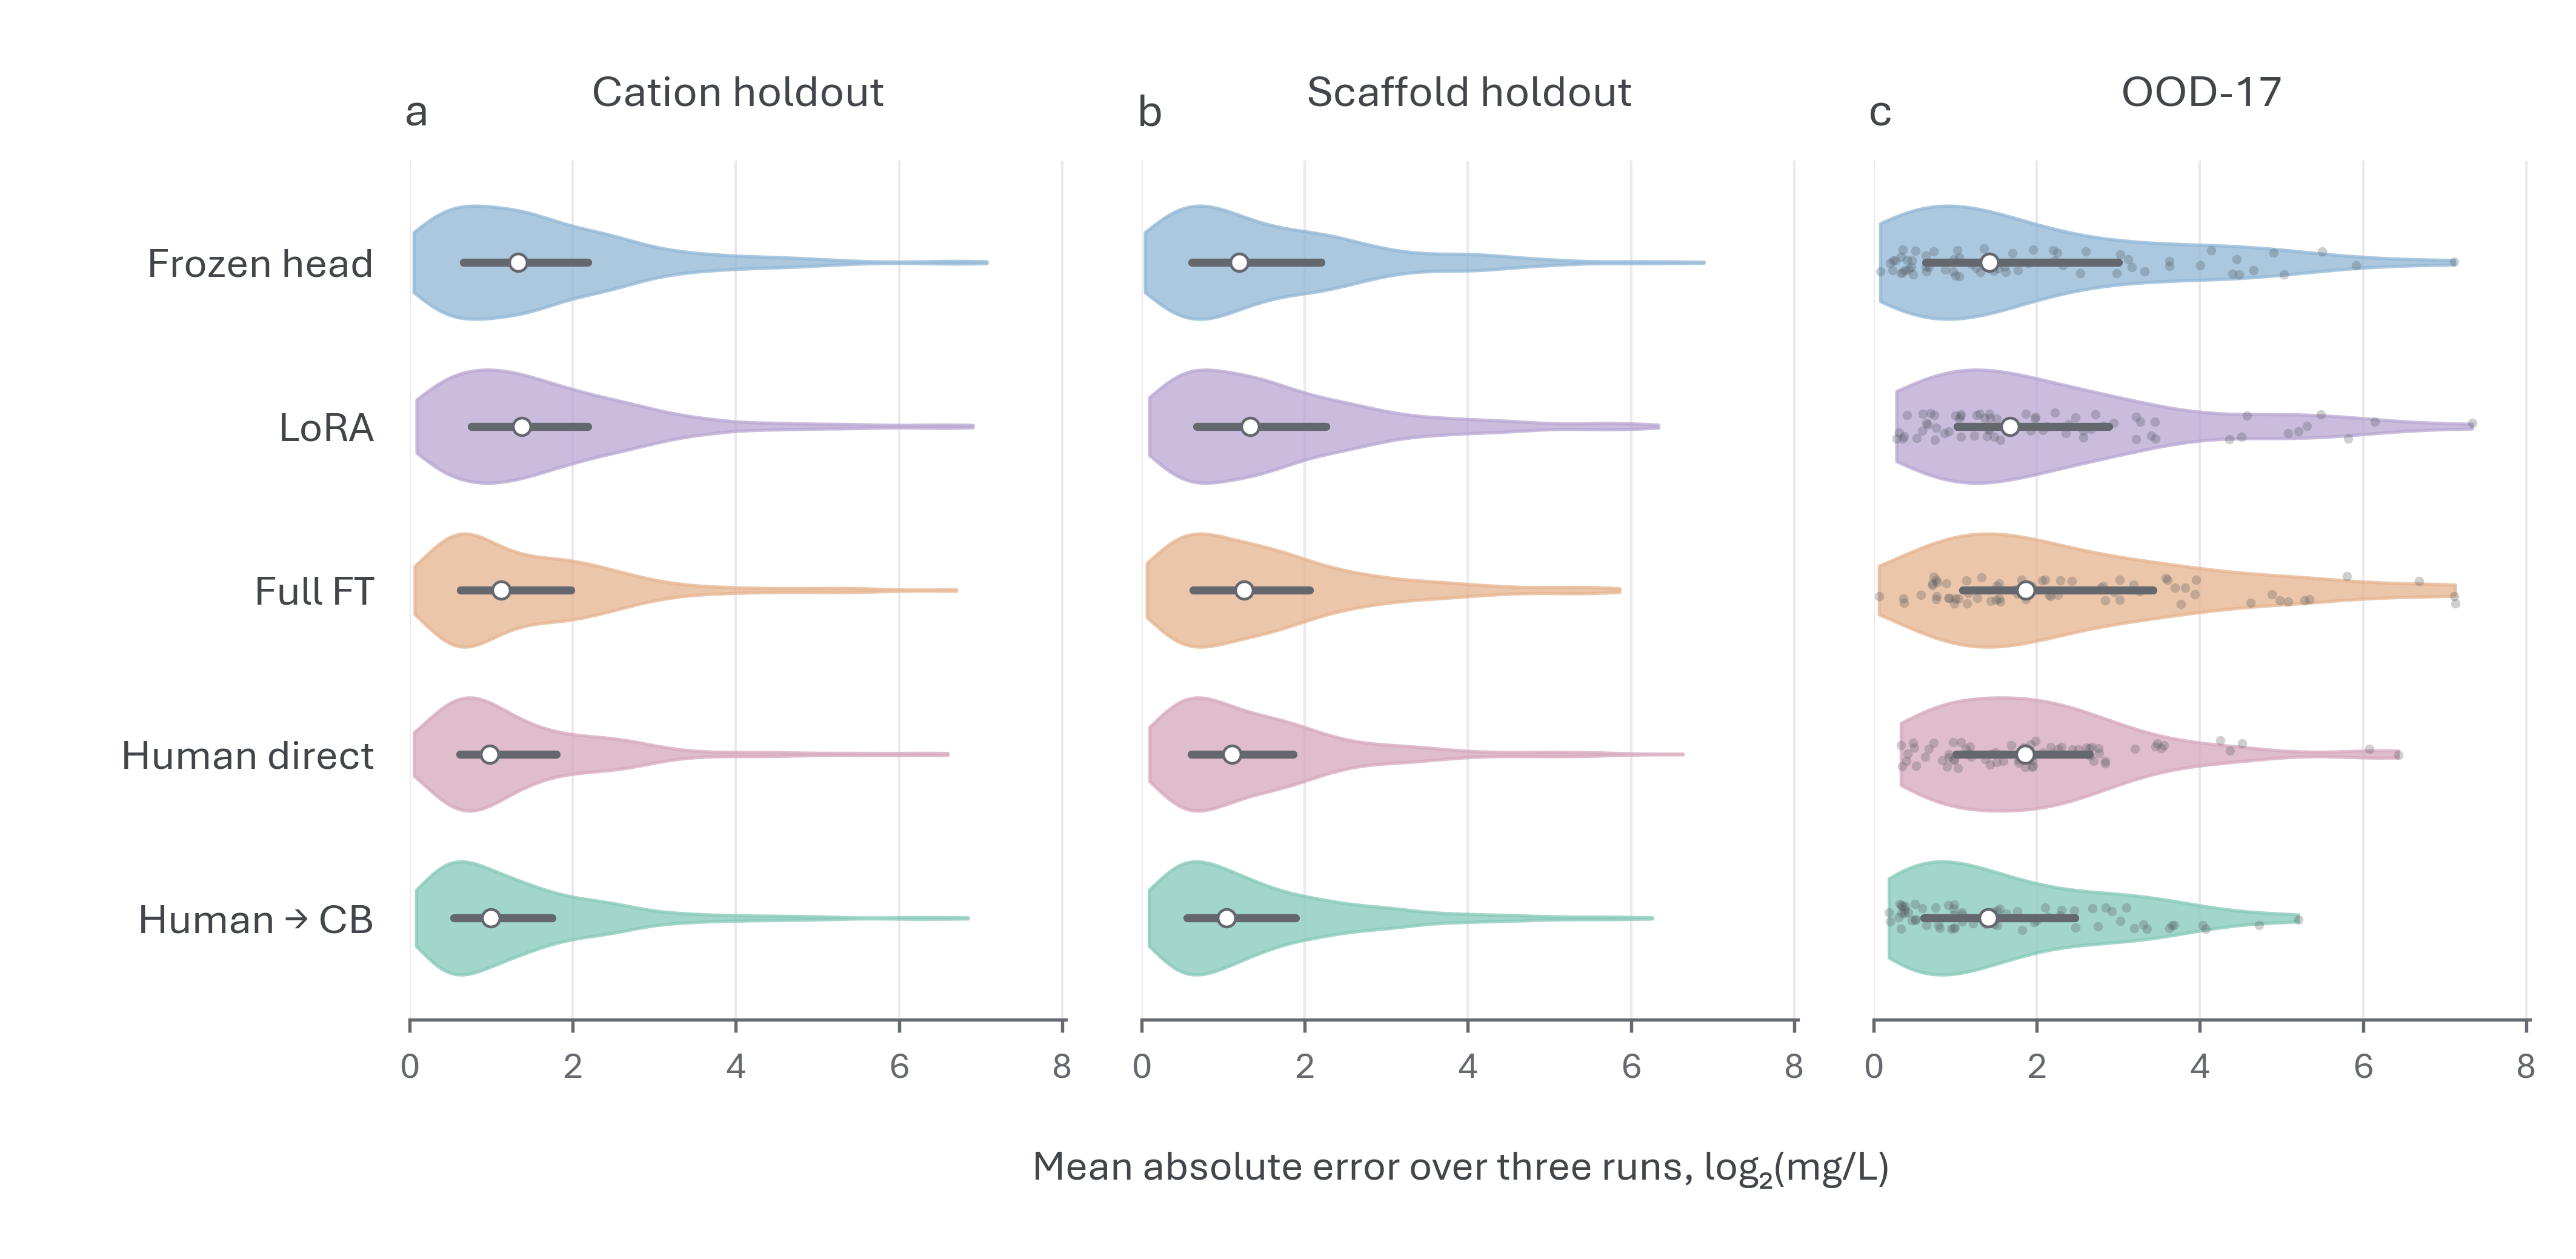 a Cation holdout
b Scaffold holdout
c OOD-17
Frozen head
LoRA
Full FT
Human direct
Human → CB
0 2 4 6 8
0 2 4 6 8
0 2 4 6 8
Mean absolute error over three runs, log₂(mg/L)